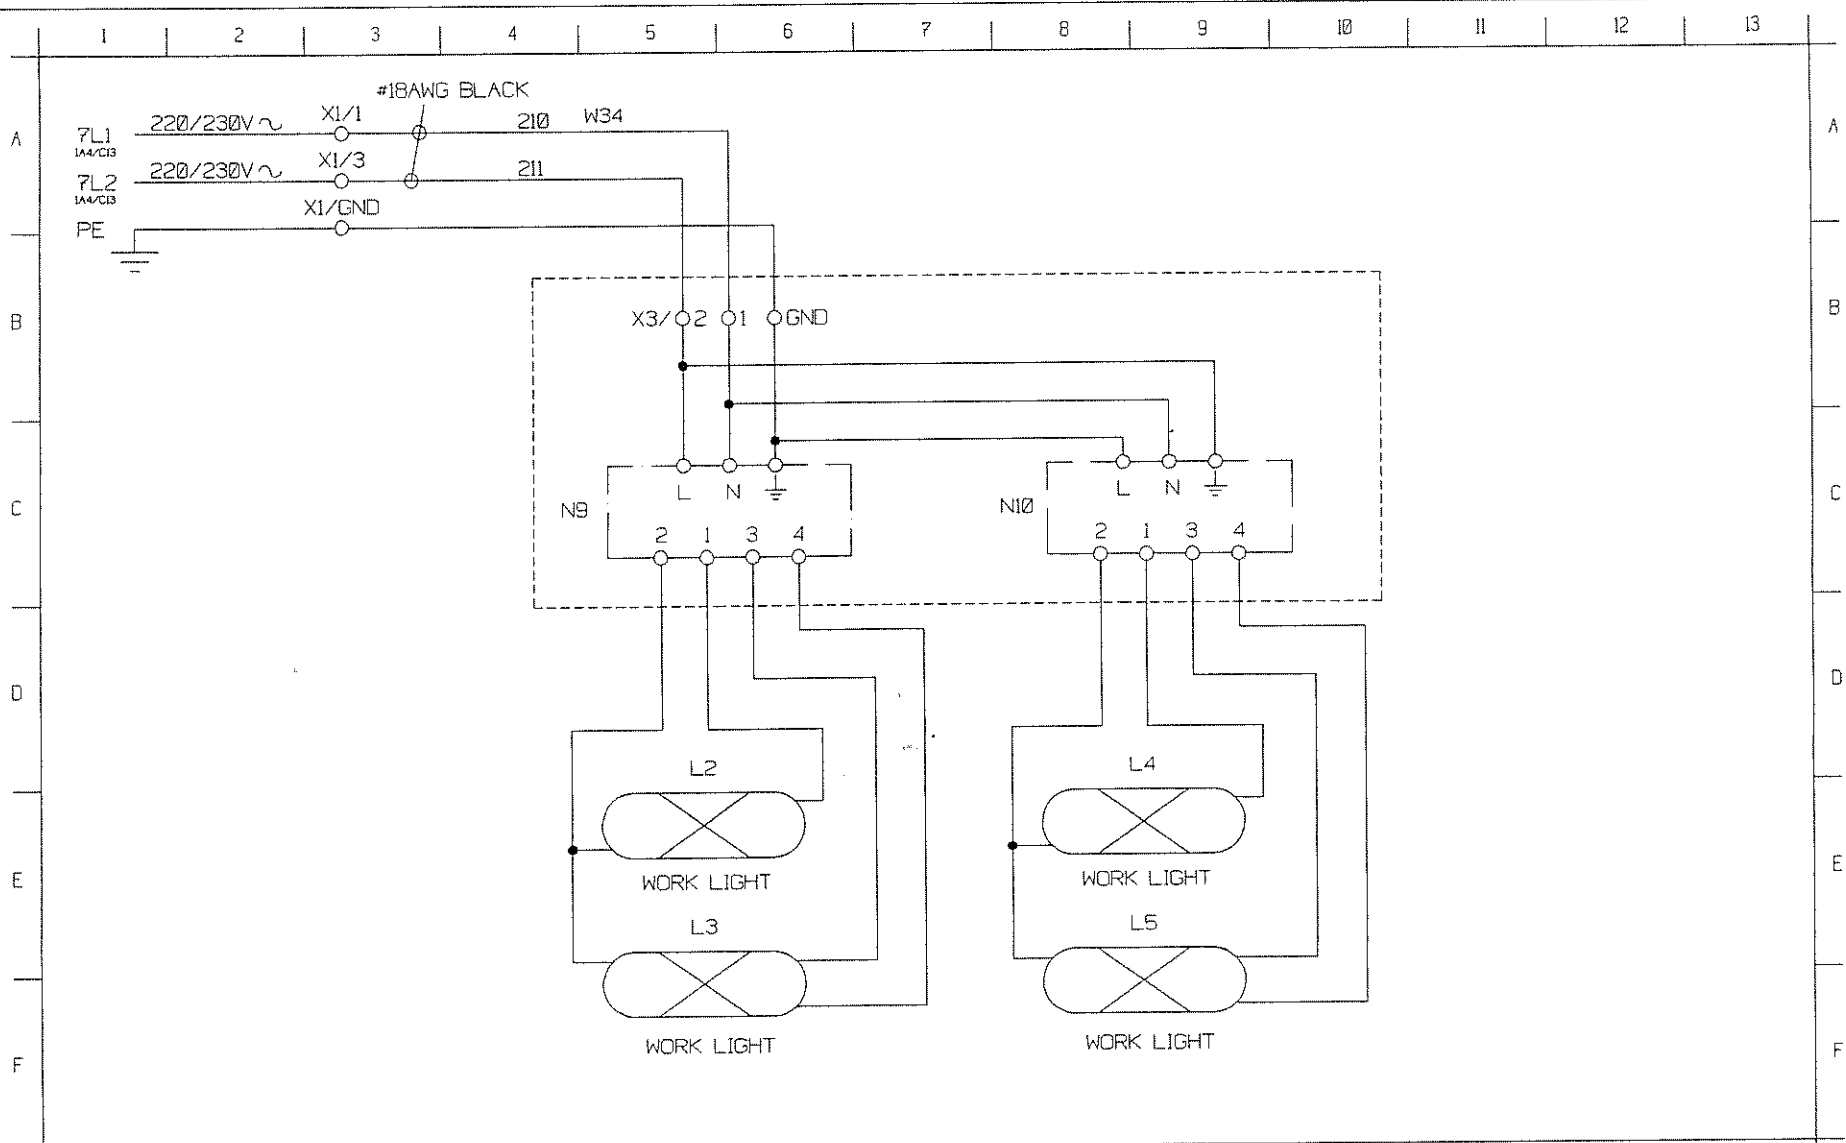 1 2 3 4 5 6 7 8 9 10 11 12 13
#18AWG BLACK
A 7L1 220/230V~ X1/1 210 W34 A
1A4/C13
7L2 220/230V~ X1/3 211
1A4/C13
PE X1/GND
B X3/ 2 1 GND B
C N9 L N N10 L N C
2 1 3 4 2 1 3 4
D D
L2 L4
E WORK LIGHT WORK LIGHT E
L3 L5
WORK LIGHT WORK LIGHT
F F